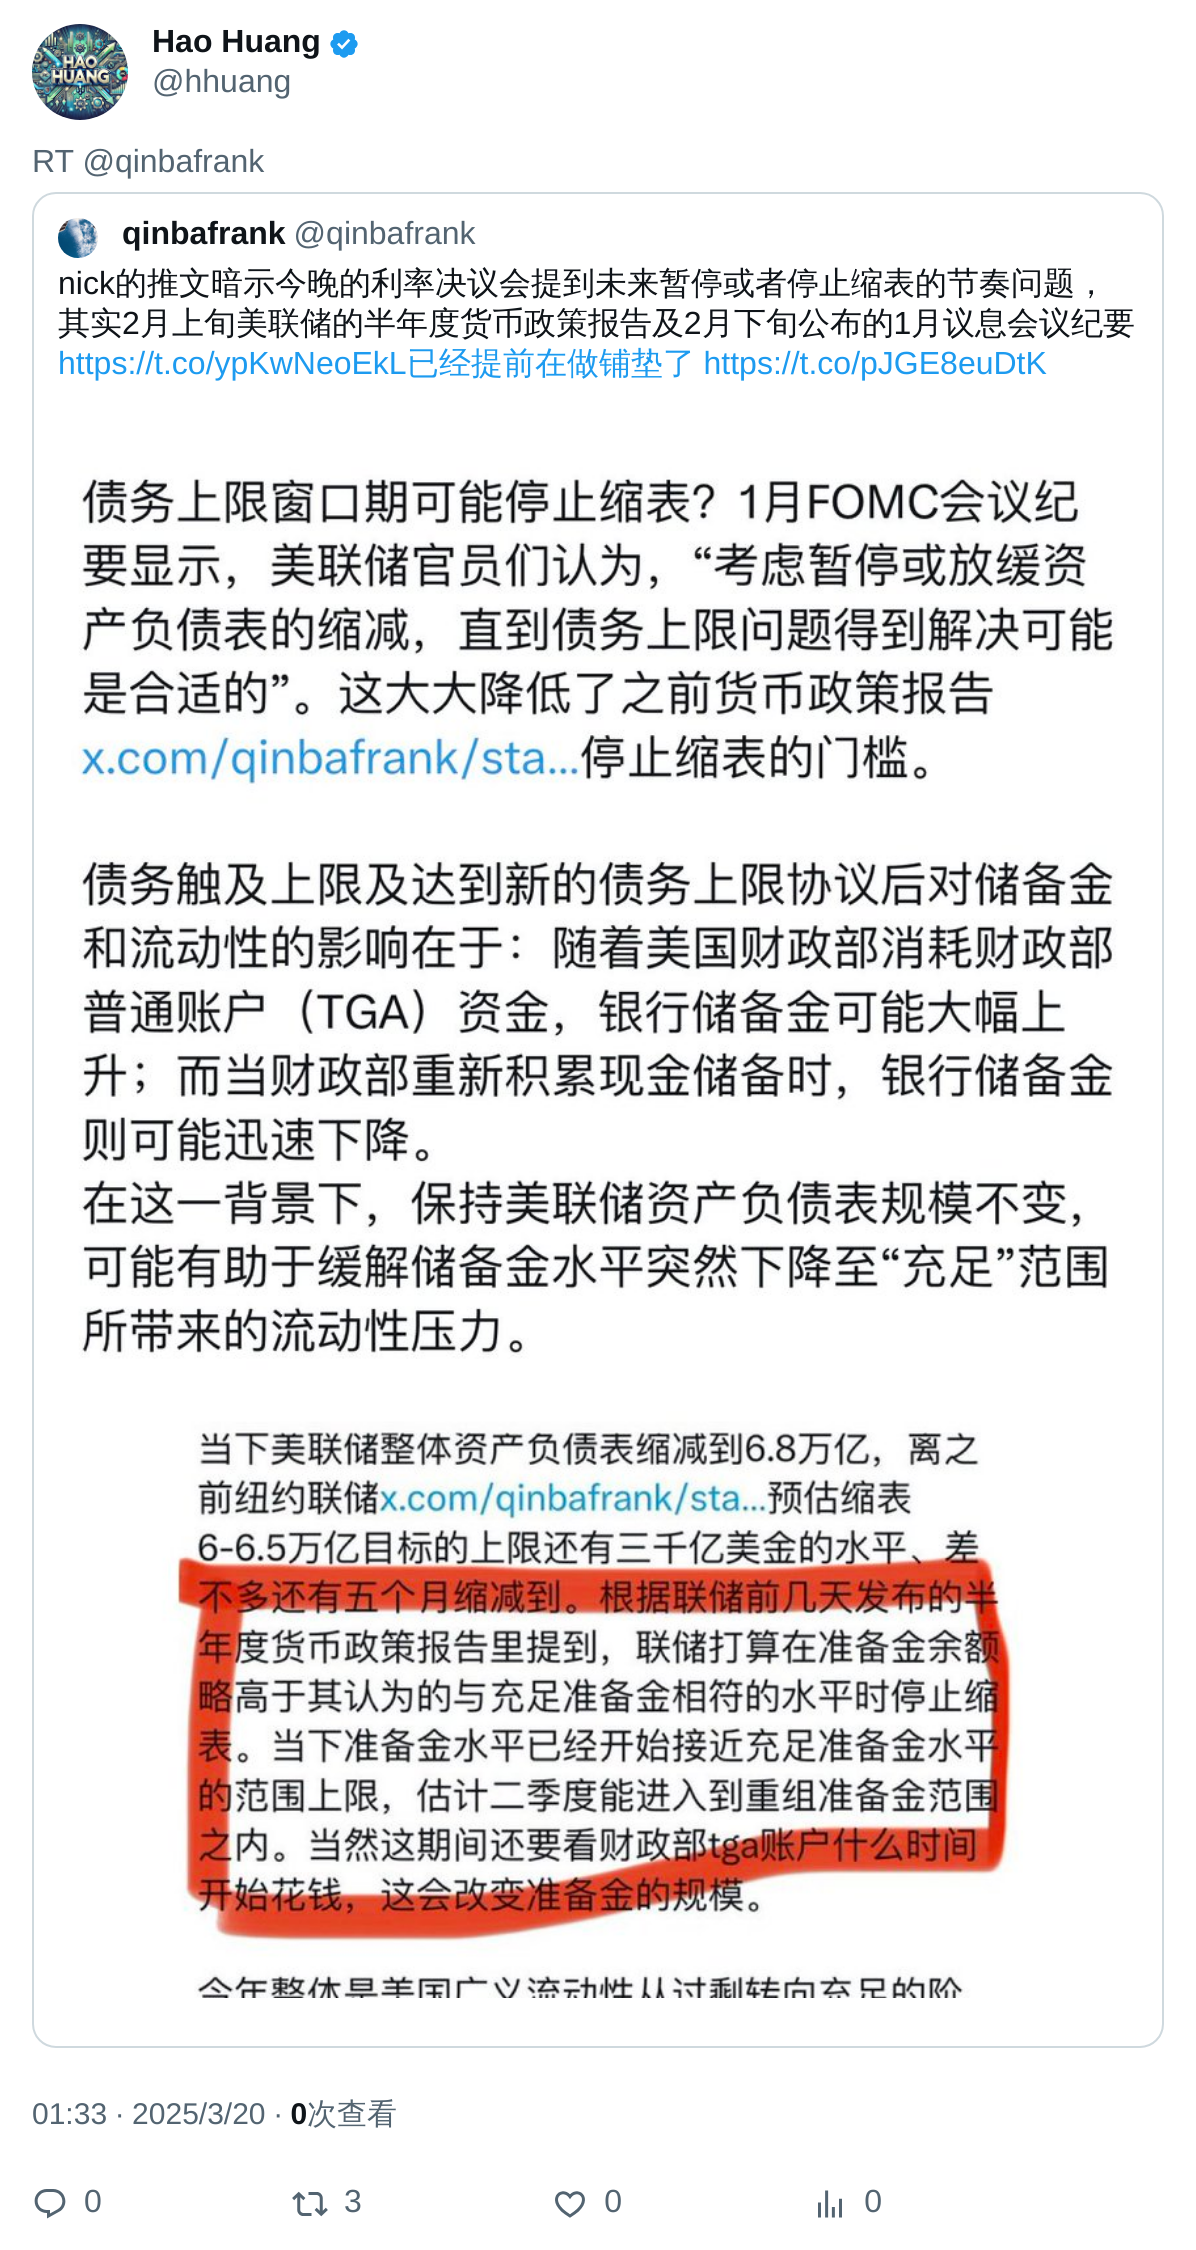 HAO
HUANG
Hao Huang
@hhuang
RT @qinbafrank
qinbafrank @qinbafrank
nick的推文暗示今晚的利率决议会提到未来暂停或者停止缩表的节奏问题，
其实2月上旬美联储的半年度货币政策报告及2月下旬公布的1月议息会议纪要
https://t.co/ypKwNeoEkL已经提前在做铺垫了 https://t.co/pJGE8euDtK
债务上限窗口期可能停止缩表？1月FOMC会议纪
要显示，美联储官员们认为，“考虑暂停或放缓资
产负债表的缩减，直到债务上限问题得到解决可能
是合适的”。这大大降低了之前货币政策报告
x.com/qinbafrank/sta...停止缩表的门槛。
债务触及上限及达到新的债务上限协议后对储备金
和流动性的影响在于：随着美国财政部消耗财政部
普通账户（TGA）资金，银行储备金可能大幅上
升；而当财政部重新积累现金储备时，银行储备金
则可能迅速下降。
在这一背景下，保持美联储资产负债表规模不变，
可能有助于缓解储备金水平突然下降至“充足”范围
所带来的流动性压力。
当下美联储整体资产负债表缩减到6.8万亿，离之
前纽约联储x.com/qinbafrank/sta...预估缩表
6-6.5万亿目标的上限还有三千亿美金的水平、差
不多还有五个月缩减到。根据联储前几天发布的半
年度货币政策报告里提到，联储打算在准备金余额
略高于其认为的与充足准备金相符的水平时停止缩
表。当下准备金水平已经开始接近充足准备金水平
的范围上限，估计二季度能进入到重组准备金范围
之内。当然这期间还要看财政部tga账户什么时间
开始花钱，这会改变准备金的规模。
今年整体是美国广义流动性从过剩转向充足的阶
01:33 · 2025/3/20 · 0次查看
0 3 0 0